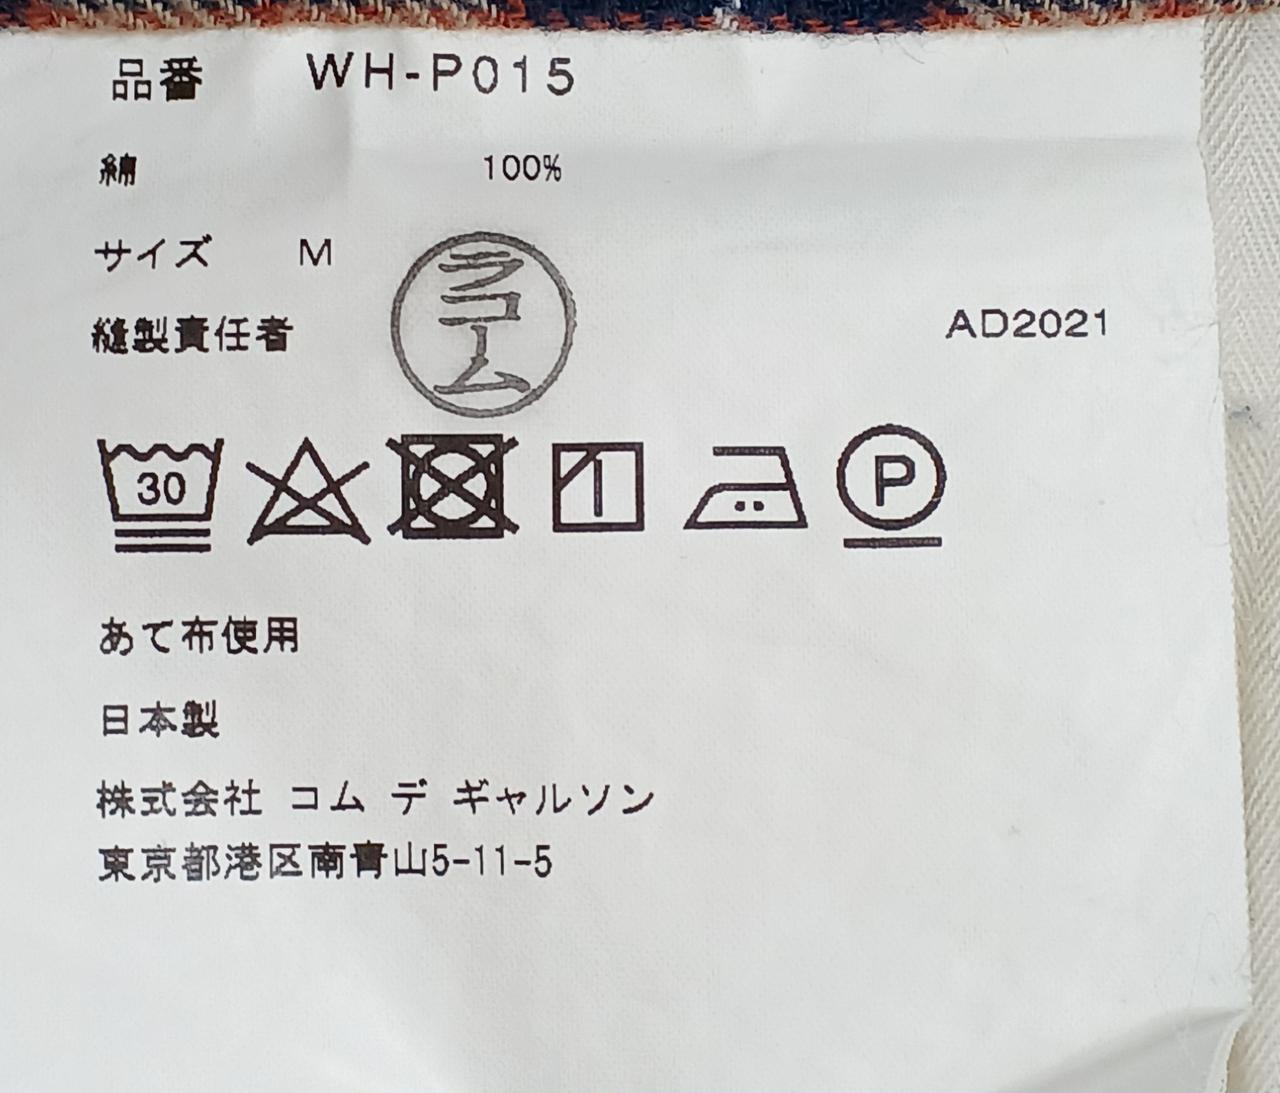 品番 WH-P015
綿 100%
サイズ M
縫製責任者
ラコーム
AD2021
30
P
あて布使用
日本製
株式会社 コム デ ギャルソン
東京都港区南青山5-11-5